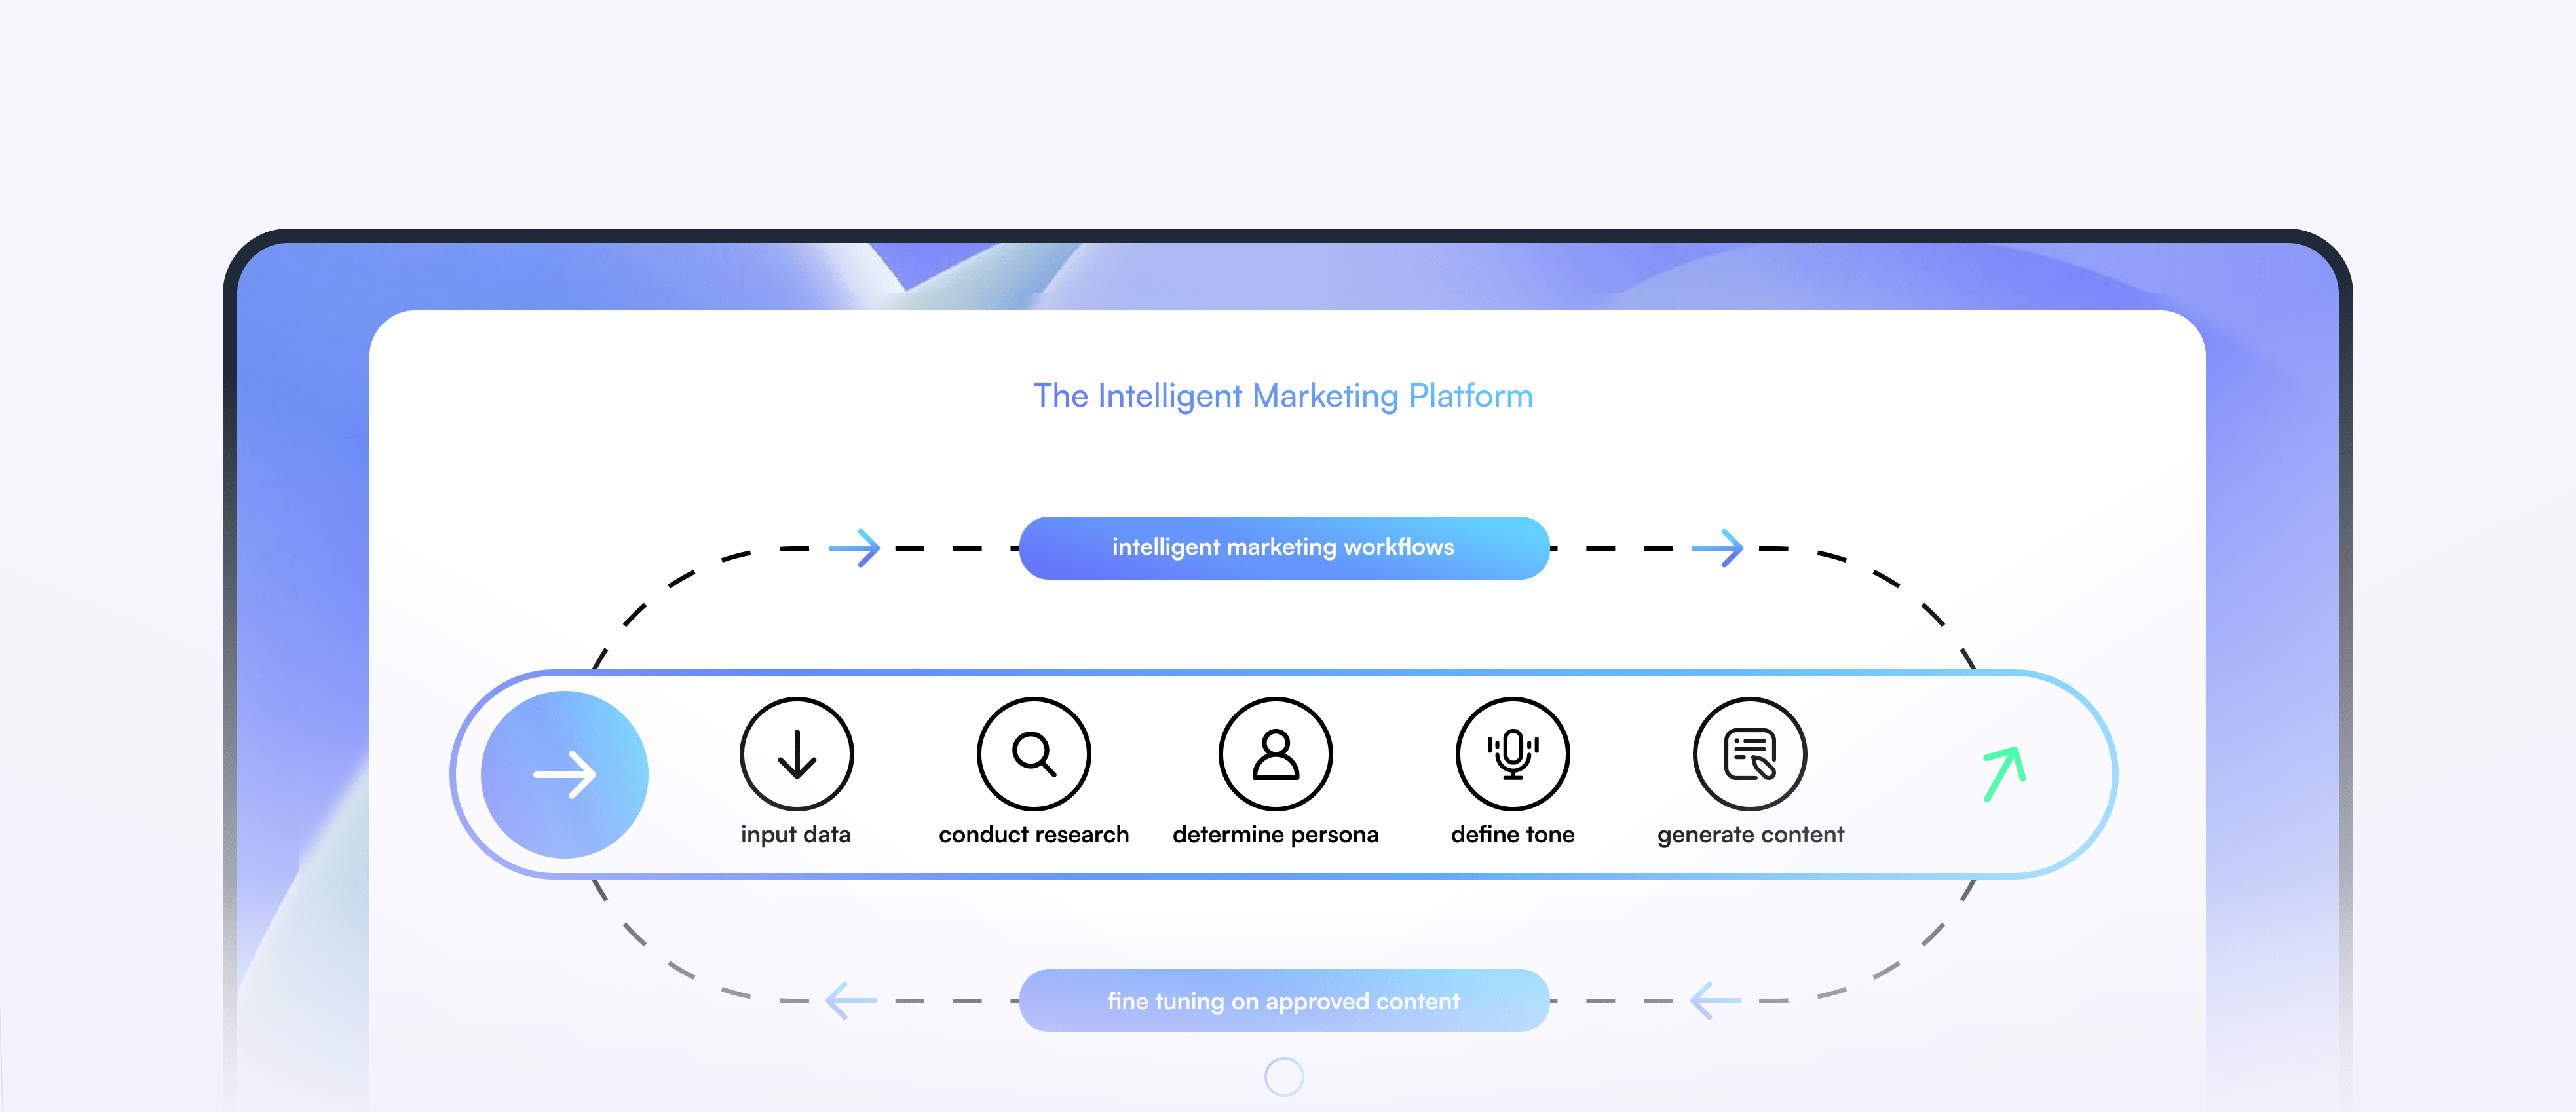 The Intelligent Marketing Platform
intelligent marketing workflows
input data
conduct research
determine persona
define tone
generate content
fine tuning on approved content